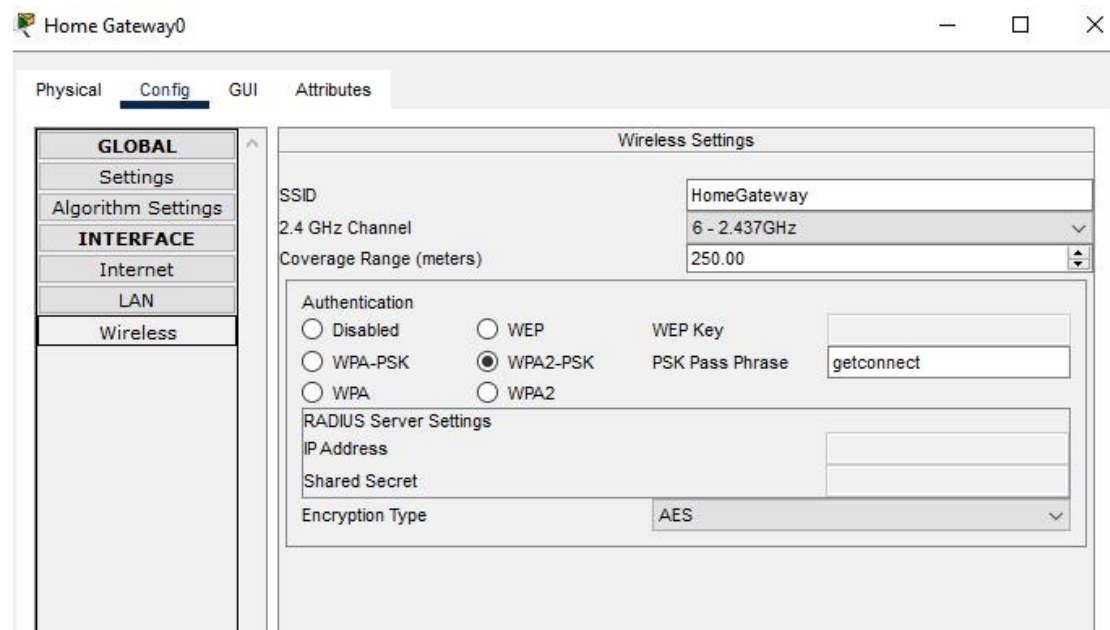 Home Gateway0
Physical Config GUI Attributes
GLOBAL
Settings
Algorithm Settings
INTERFACE
Internet
LAN
Wireless
Wireless Settings
SSID HomeGateway
2.4 GHz Channel 6 - 2.437GHz
Coverage Range (meters) 250.00
Authentication
Disabled WEP WEP Key
WPA-PSK WPA2-PSK PSK Pass Phrase getconnect
WPA WPA2
RADIUS Server Settings
IP Address
Shared Secret
Encryption Type AES